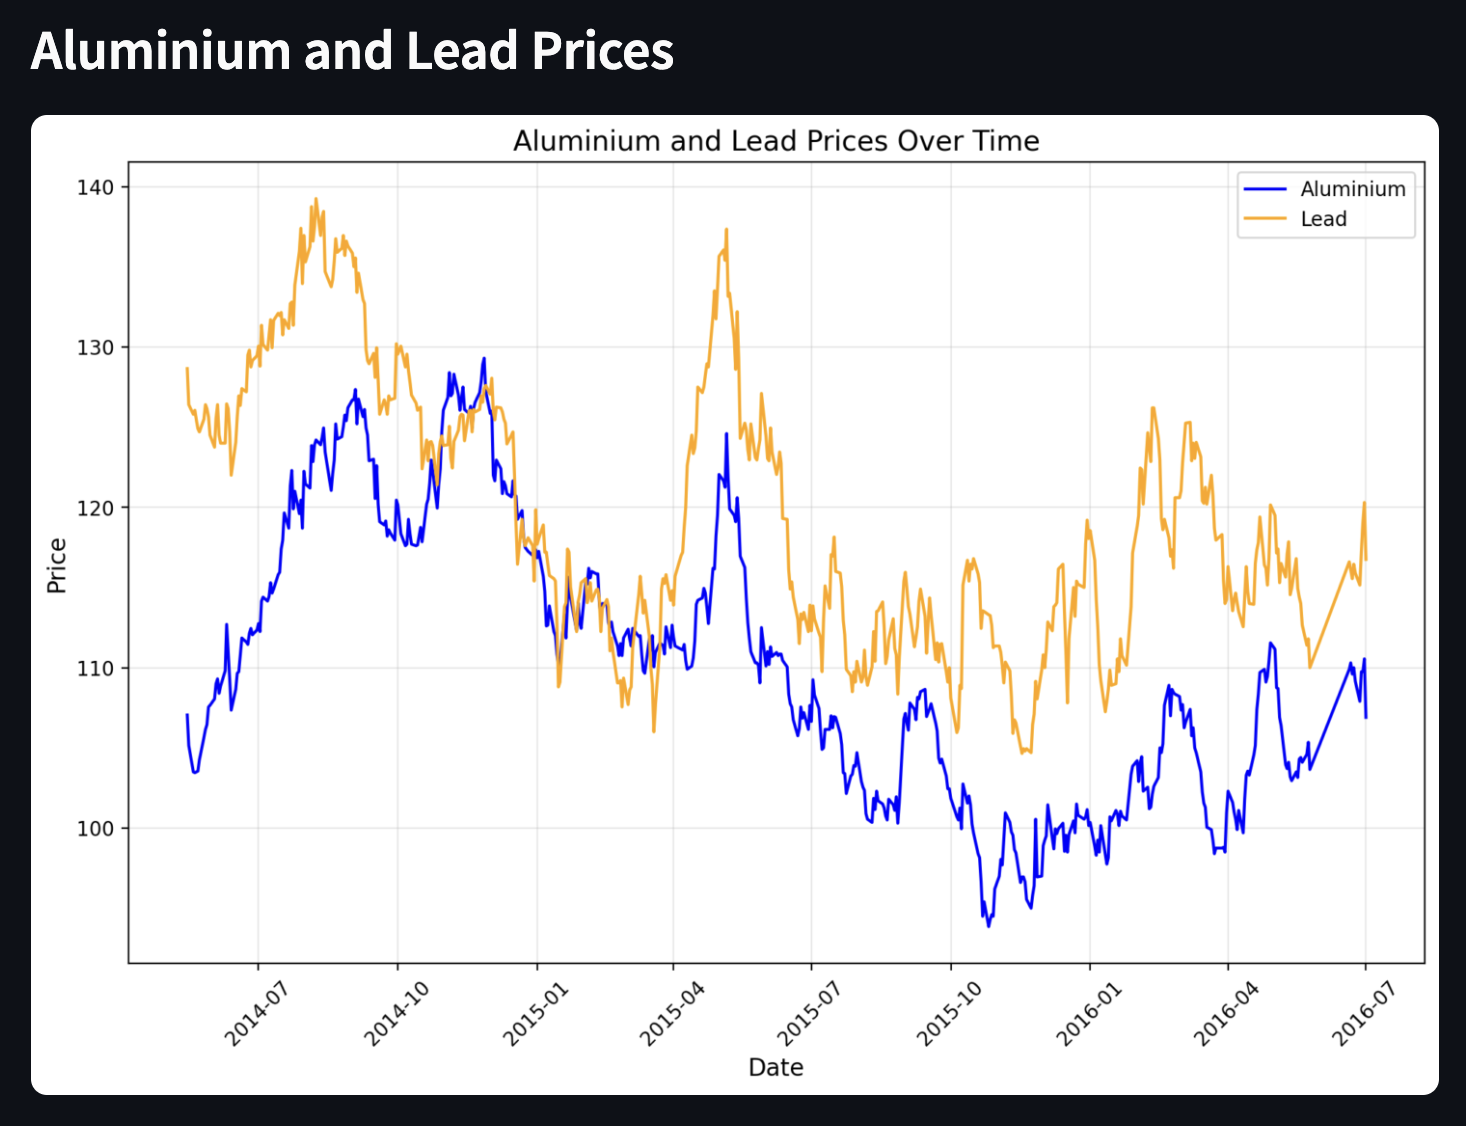 Aluminium and Lead Prices
Aluminium and Lead Prices Over Time
Aluminium
Lead
Price
140
130
120
110
100
2014-07
2014-10
2015-01
2015-04
2015-07
2015-10
2016-01
2016-04
2016-07
Date